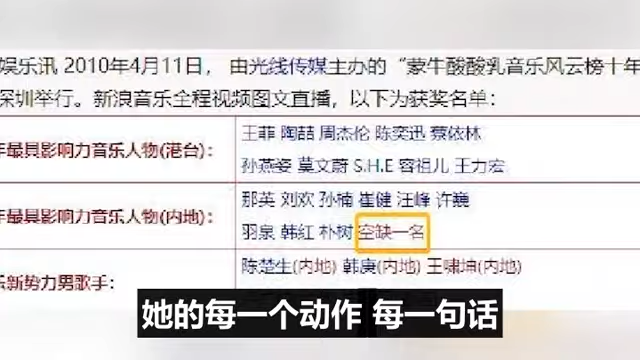 娱乐讯 2010年4月11日，由光线传媒主办的“蒙牛酸酸乳音乐风云榜十年
深圳举行。新浪音乐全程视频图文直播，以下为获奖名单：
年最具影响力音乐人物(港台)：
王菲 陶喆 周杰伦 陈奕迅 蔡依林
孙燕姿 莫文蔚 S.H.E 容祖儿 王力宏
年最具影响力音乐人物(内地)：
那英 刘欢 孙楠 崔健 汪峰 许巍
羽泉 韩红 朴树 空缺一名
乐新势力男歌手：
陈楚生(内地) 韩庚(内地) 王啸坤(内地)
她的每一个动作 每一句话